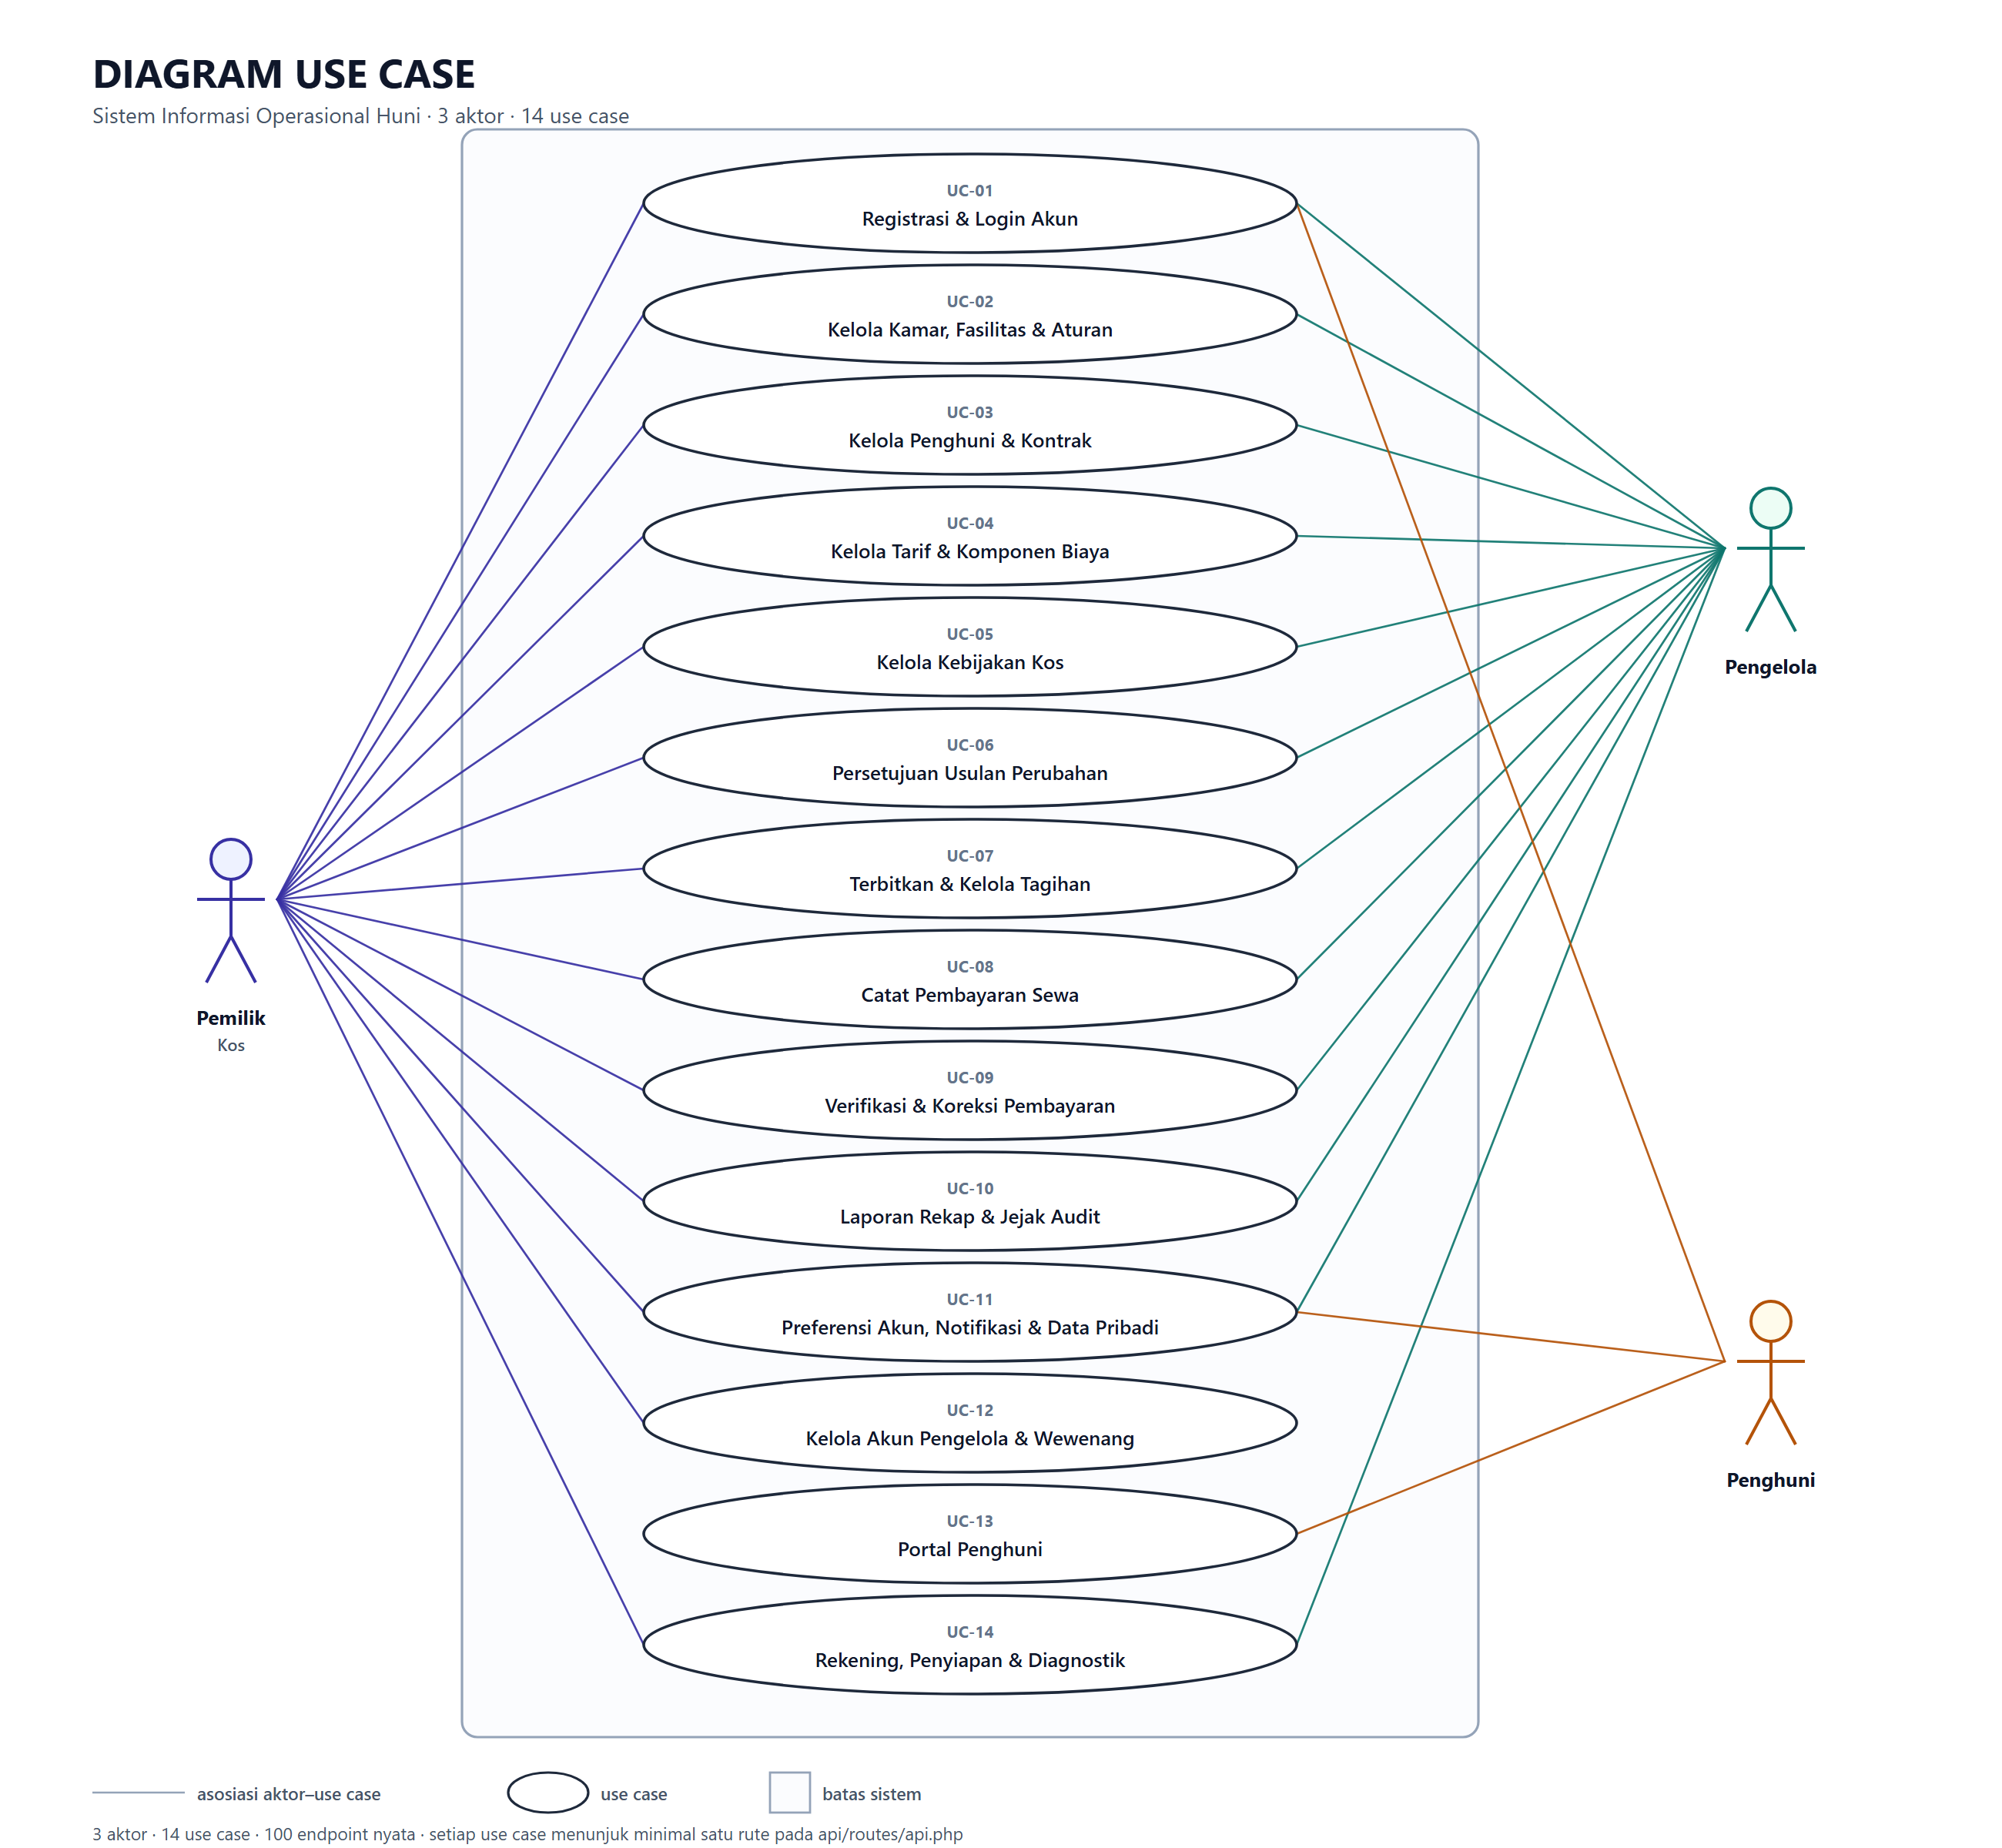 DIAGRAM USE CASE
Sistem Informasi Operasional Huni · 3 aktor · 14 use case
UC-01
Registrasi & Login Akun
UC-02
Kelola Kamar, Fasilitas & Aturan
UC-03
Kelola Penghuni & Kontrak
UC-04
Kelola Tarif & Komponen Biaya
UC-05
Kelola Kebijakan Kos
Pengelola
UC-06
Persetujuan Usulan Perubahan
UC-07
Terbitkan & Kelola Tagihan
UC-08
Catat Pembayaran Sewa
Pemilik
Kos
UC-09
Verifikasi & Koreksi Pembayaran
UC-10
Laporan Rekap & Jejak Audit
UC-11
Preferensi Akun, Notifikasi & Data Pribadi
UC-12
Kelola Akun Pengelola & Wewenang
Penghuni
UC-13
Portal Penghuni
UC-14
Rekening, Penyiapan & Diagnostik
asosiasi aktor–use case
use case
batas sistem
3 aktor · 14 use case · 100 endpoint nyata · setiap use case menunjuk minimal satu rute pada api/routes/api.php